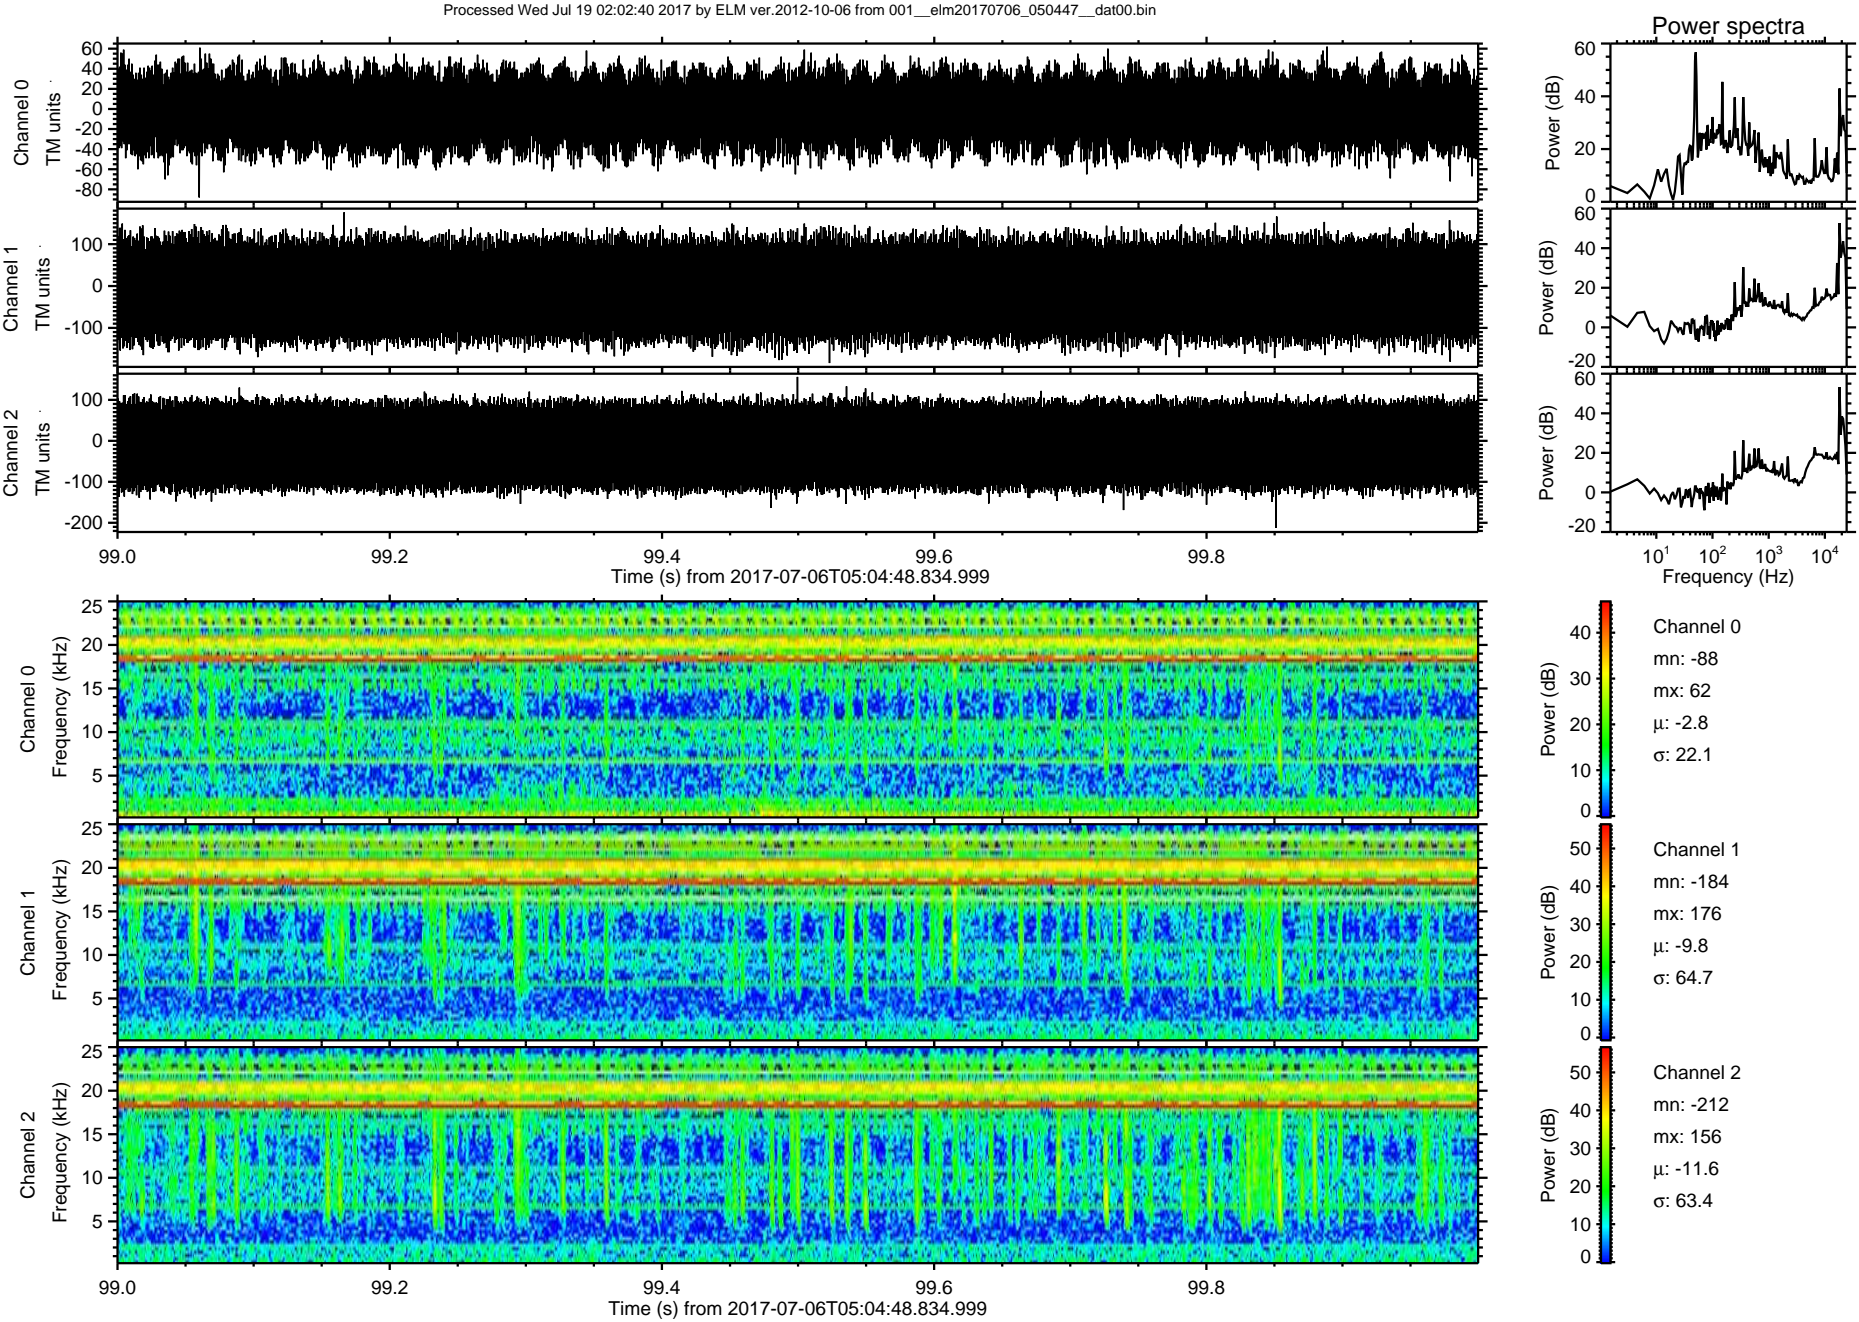 Processed Wed Jul 19 02:02:40 2017 by ELM ver.2012-10-06 from 001__elm20170706_050447__dat00.bin
Power spectra
Channel 0
TM units
60
40
20
0
-20
-40
-60
-80
Power (dB)
60
40
20
0
Channel 1
TM units
100
0
-100
Power (dB)
60
40
20
0
-20
Channel 2
TM units
100
0
-100
-200
Power (dB)
60
40
20
0
-20
99.0 99.2 99.4 99.6 99.8
Time (s) from 2017-07-06T05:04:48.834.999
10^1 10^2 10^3 10^4
Frequency (Hz)
Channel 0
Frequency (kHz)
25
20
15
10
5
Power (dB)
40
30
20
10
0
Channel 0
mn: -88
mx: 62
μ: -2.8
σ: 22.1
Channel 1
Frequency (kHz)
25
20
15
10
5
Power (dB)
50
40
30
20
10
0
Channel 1
mn: -184
mx: 176
μ: -9.8
σ: 64.7
Channel 2
Frequency (kHz)
25
20
15
10
5
Power (dB)
50
40
30
20
10
0
Channel 2
mn: -212
mx: 156
μ: -11.6
σ: 63.4
99.0 99.2 99.4 99.6 99.8
Time (s) from 2017-07-06T05:04:48.834.999